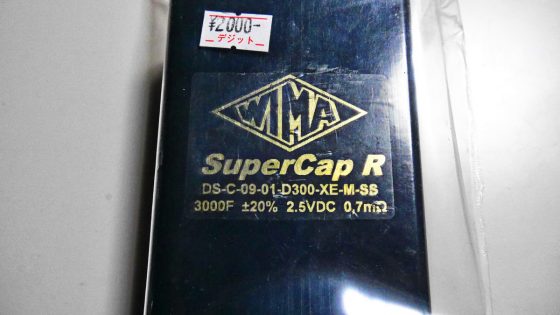 ¥2000-
デジット
WIMA
SuperCap R
DS-C-09-01-D300-XE-M-SS
3000F ±20% 2.5VDC 0,7mΩ